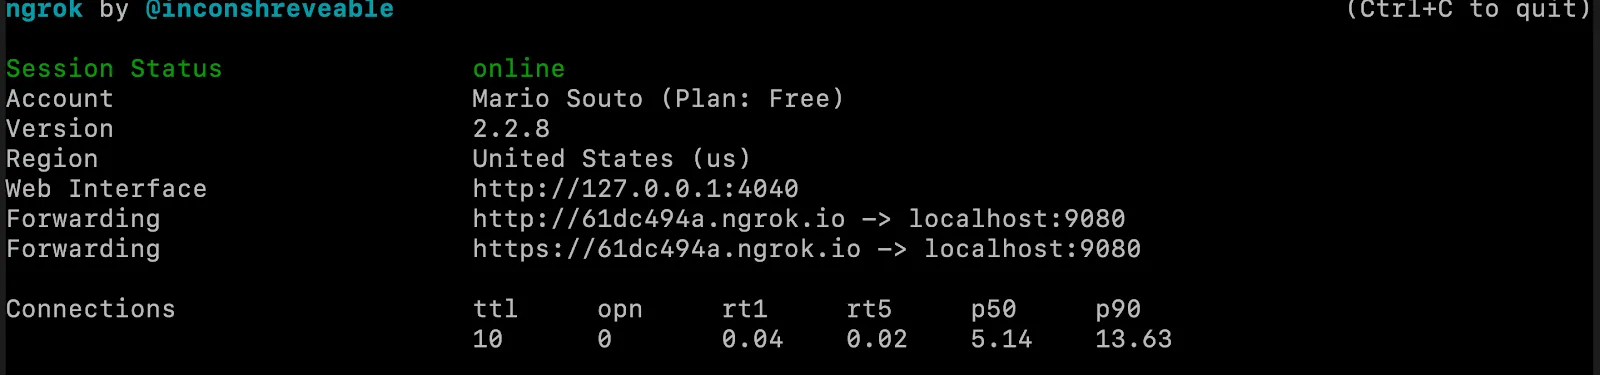 ngrok by @inconshreveable (Ctrl+C to quit)
Session Status online
Account Mario Souto (Plan: Free)
Version 2.2.8
Region United States (us)
Web Interface http://127.0.0.1:4040
Forwarding http://61dc494a.ngrok.io -> localhost:9080
Forwarding https://61dc494a.ngrok.io -> localhost:9080
Connections ttl opn rt1 rt5 p50 p90
10 0 0.04 0.02 5.14 13.63